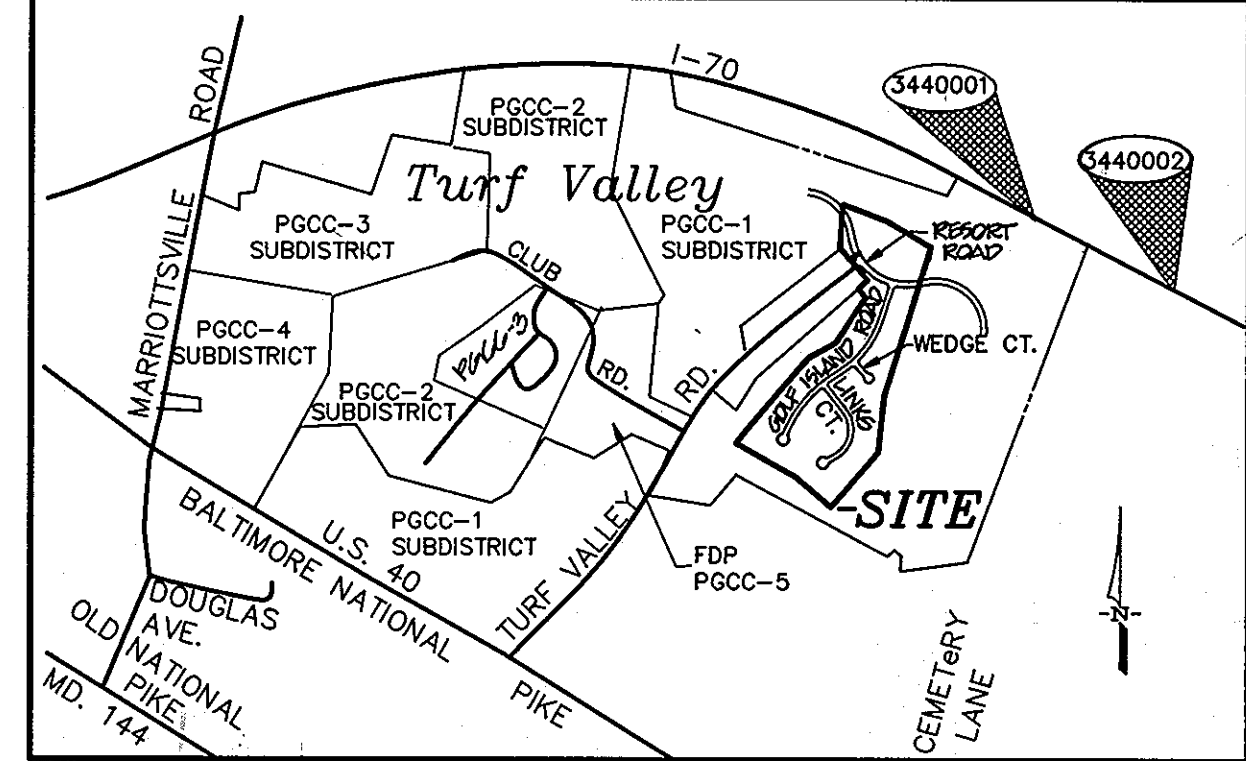 I-70
3440001
3440002
MARRIOTTSVILLE ROAD
PGCC-2
SUBDISTRICT
Turf Valley
PGCC-3
SUBDISTRICT
PGCC-1
SUBDISTRICT
RESORT
ROAD
CLUB RD.
PGCC-4
SUBDISTRICT
PGCC-3
WEDGE CT.
GOLF ISLAND ROAD
LINKS
CT.
PGCC-2
SUBDISTRICT
SITE
TURF VALLEY RD.
PGCC-1
SUBDISTRICT
FDP
PGCC-5
U.S. 40
BALTIMORE NATIONAL PIKE
DOUGLAS
AVE.
OLD NATIONAL
PIKE
MD. 144
CEMETeRY
LANE
-N-